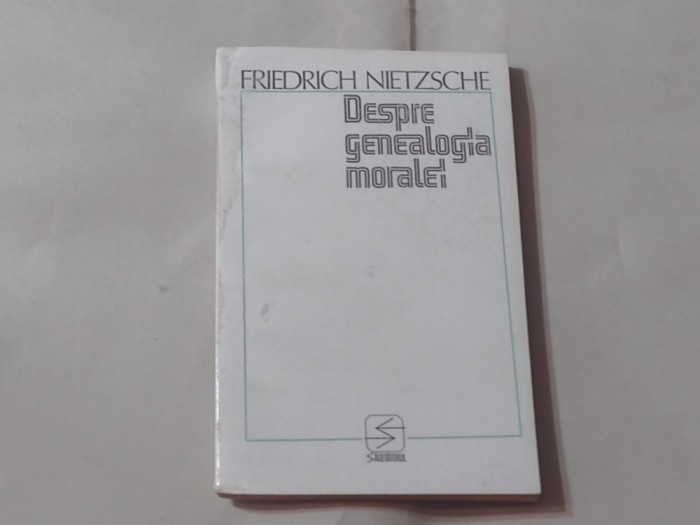 FRIEDRICH NIETZSCHE
Despre
genealogia
moralei